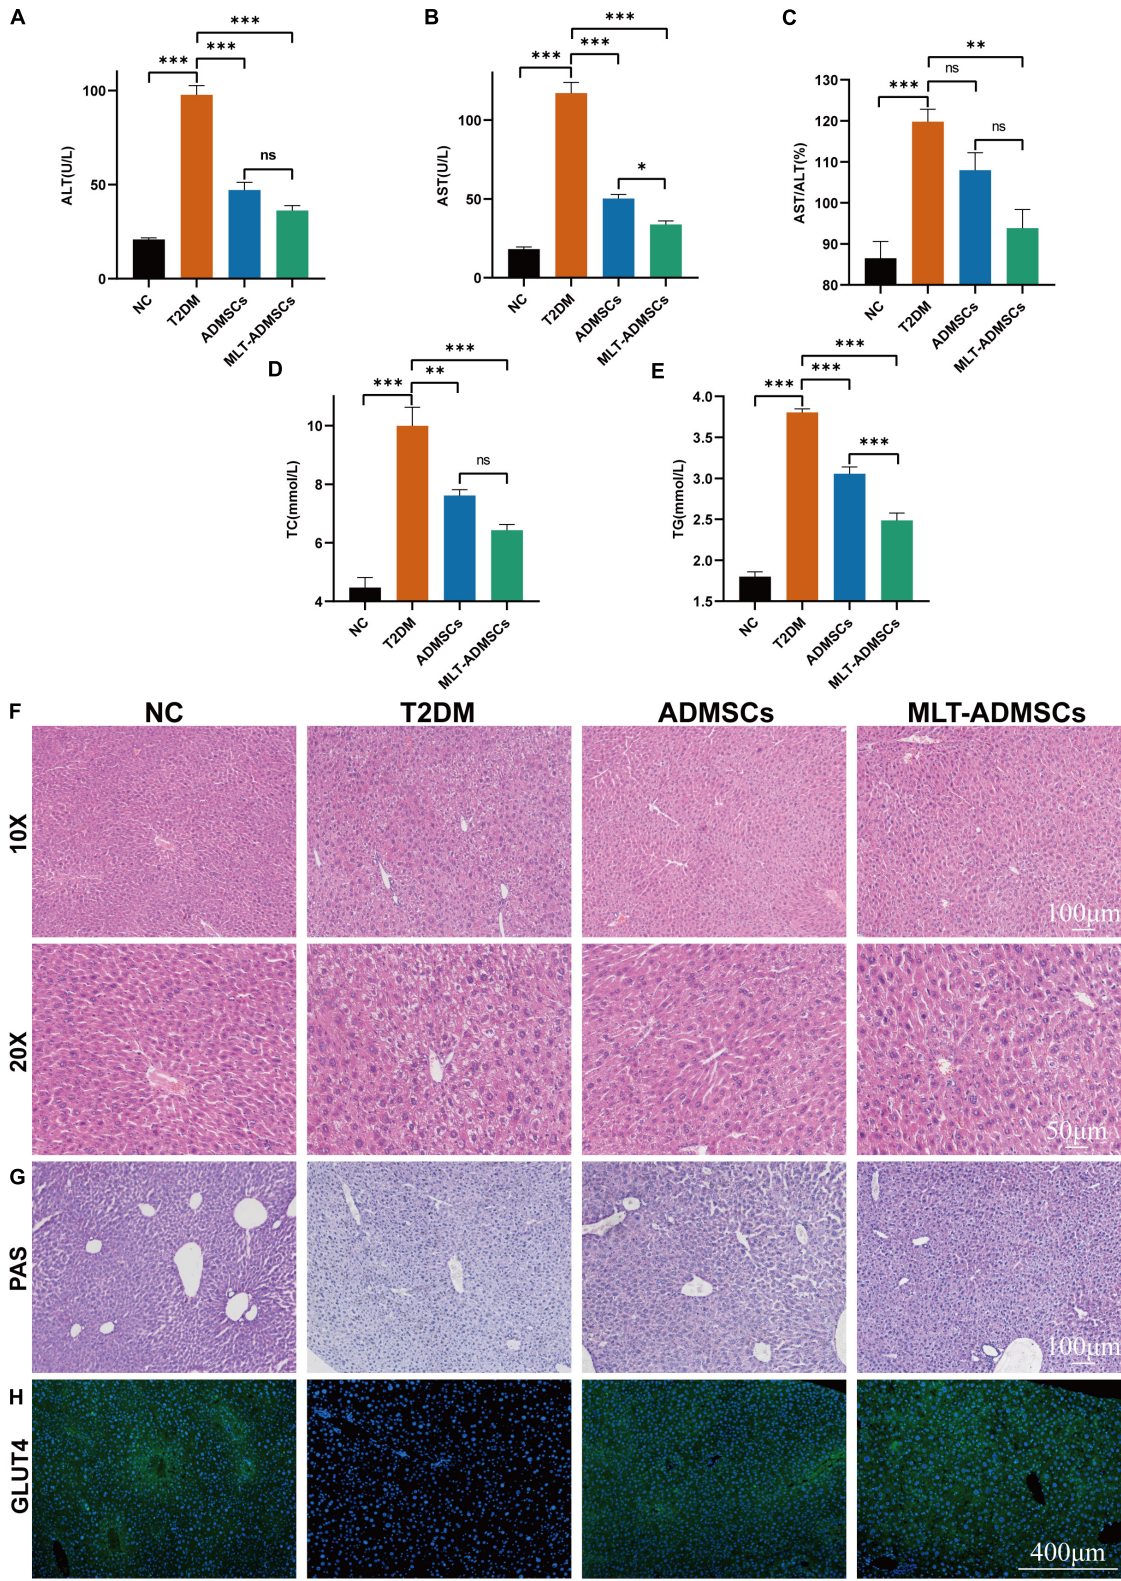 A
ALT(U/L)
100
50
0
***
***
***
ns
NC
T2DM
ADMSCs
MLT-ADMSCs
B
AST(U/L)
100
50
0
***
***
***
*
NC
T2DM
ADMSCs
MLT-ADMSCs
C
AST/ALT(%)
130
120
110
100
90
80
**
ns
***
ns
NC
T2DM
ADMSCs
MLT-ADMSCs
D
TC(mmol/L)
10
8
6
4
***
**
***
ns
NC
T2DM
ADMSCs
MLT-ADMSCs
E
TG(mmol/L)
4.0
3.5
3.0
2.5
2.0
1.5
***
***
***
***
NC
T2DM
ADMSCs
MLT-ADMSCs
F
NC
T2DM
ADMSCs
MLT-ADMSCs
10X
100μm
20X
50μm
G
PAS
100μm
H
GLUT4
400μm